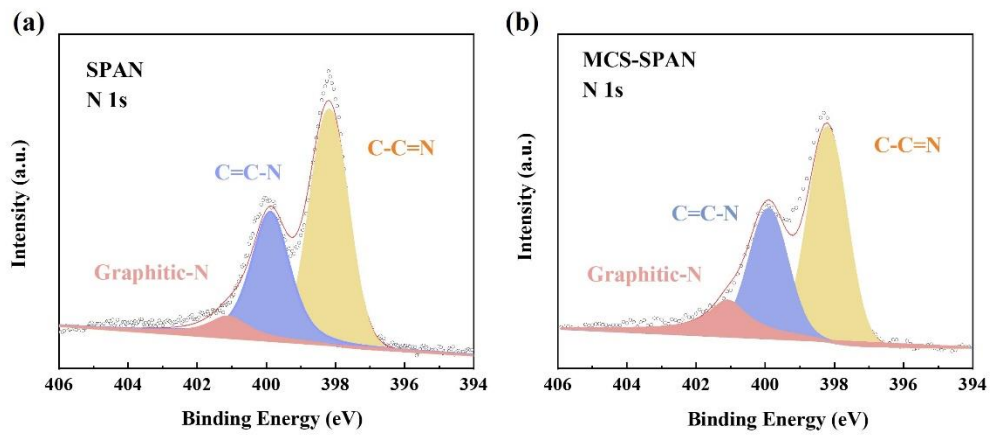 (a)
SPAN
N 1s
C-C=N
C=C-N
Graphitic-N
Intensity (a.u.)
406 404 402 400 398 396 394
Binding Energy (eV)
(b)
MCS-SPAN
N 1s
C-C=N
C=C-N
Graphitic-N
Intensity (a.u.)
406 404 402 400 398 396 394
Binding Energy (eV)